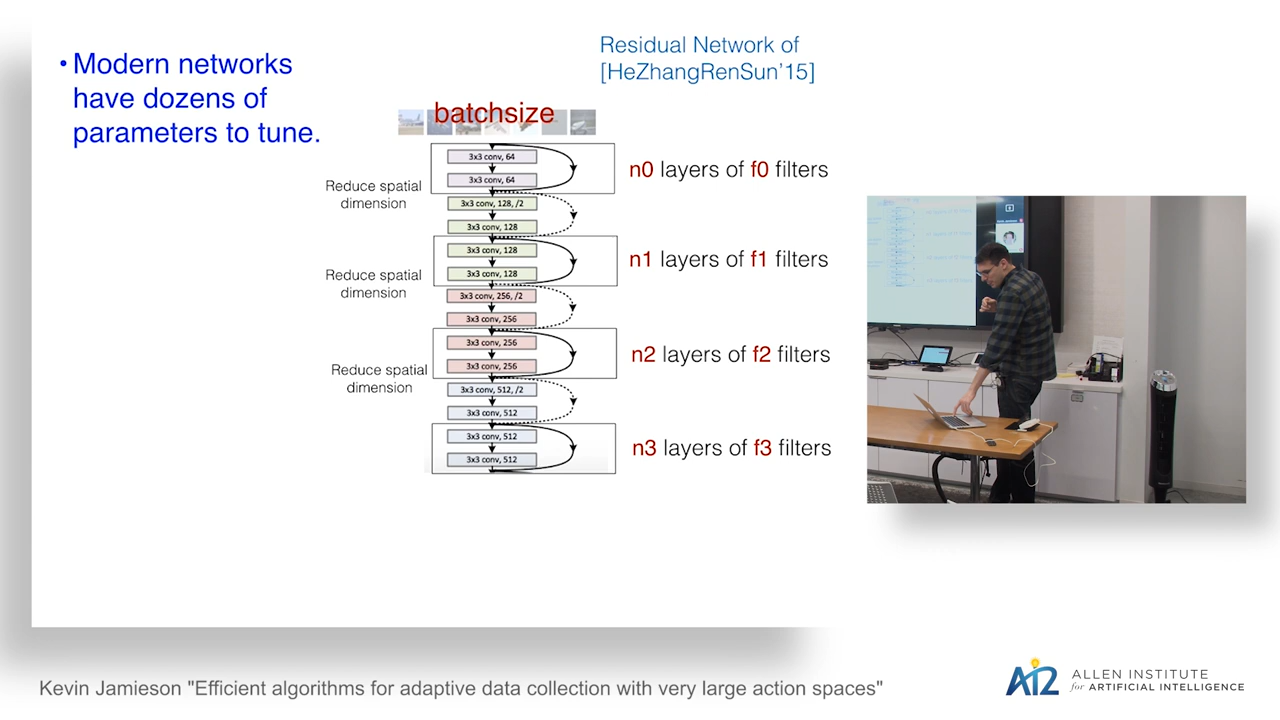 • Modern networks
have dozens of
parameters to tune.
Residual Network of
[HeZhangRenSun'15]
batchsize
3x3 conv, 64
3x3 conv, 64
n0 layers of f0 filters
Reduce spatial
dimension
3x3 conv, 128, /2
3x3 conv, 128
3x3 conv, 128
3x3 conv, 128
n1 layers of f1 filters
Reduce spatial
dimension
3x3 conv, 256, /2
3x3 conv, 256
3x3 conv, 256
3x3 conv, 256
n2 layers of f2 filters
Reduce spatial
dimension
3x3 conv, 512, /2
3x3 conv, 512
3x3 conv, 512
3x3 conv, 512
n3 layers of f3 filters
Kevin Jamieson "Efficient algorithms for adaptive data collection with very large action spaces"
AI2
ALLEN INSTITUTE
for ARTIFICIAL INTELLIGENCE